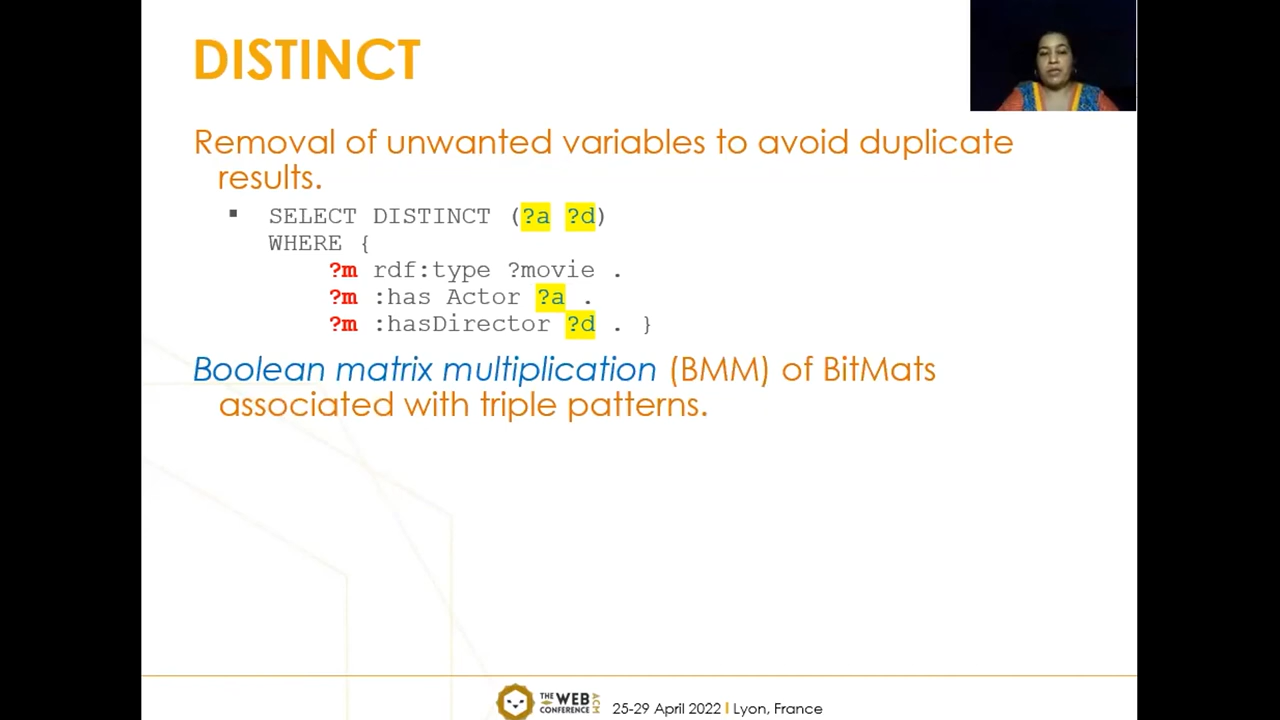 DISTINCT
Removal of unwanted variables to avoid duplicate
results.
▪ SELECT DISTINCT (?a ?d)
WHERE {
?m rdf:type ?movie .
?m :has Actor ?a .
?m :hasDirector ?d . }
Boolean matrix multiplication (BMM) of BitMats
associated with triple patterns.
THE WEB CONFERENCE ACM
25-29 April 2022 | Lyon, France